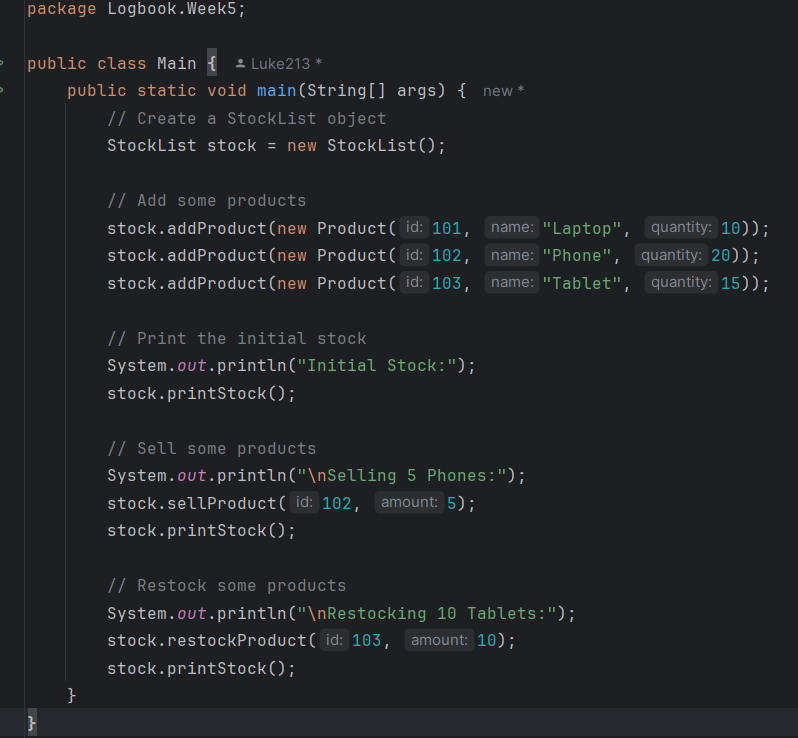 package Logbook.Week5;
public class Main { Luke213 *
public static void main(String[] args) { new *
// Create a StockList object
StockList stock = new StockList();
// Add some products
stock.addProduct(new Product( id: 101, name: "Laptop", quantity: 10));
stock.addProduct(new Product( id: 102, name: "Phone", quantity: 20));
stock.addProduct(new Product( id: 103, name: "Tablet", quantity: 15));
// Print the initial stock
System.out.println("Initial Stock:");
stock.printStock();
// Sell some products
System.out.println("\nSelling 5 Phones:");
stock.sellProduct( id: 102, amount: 5);
stock.printStock();
// Restock some products
System.out.println("\nRestocking 10 Tablets:");
stock.restockProduct( id: 103, amount: 10);
stock.printStock();
}
}